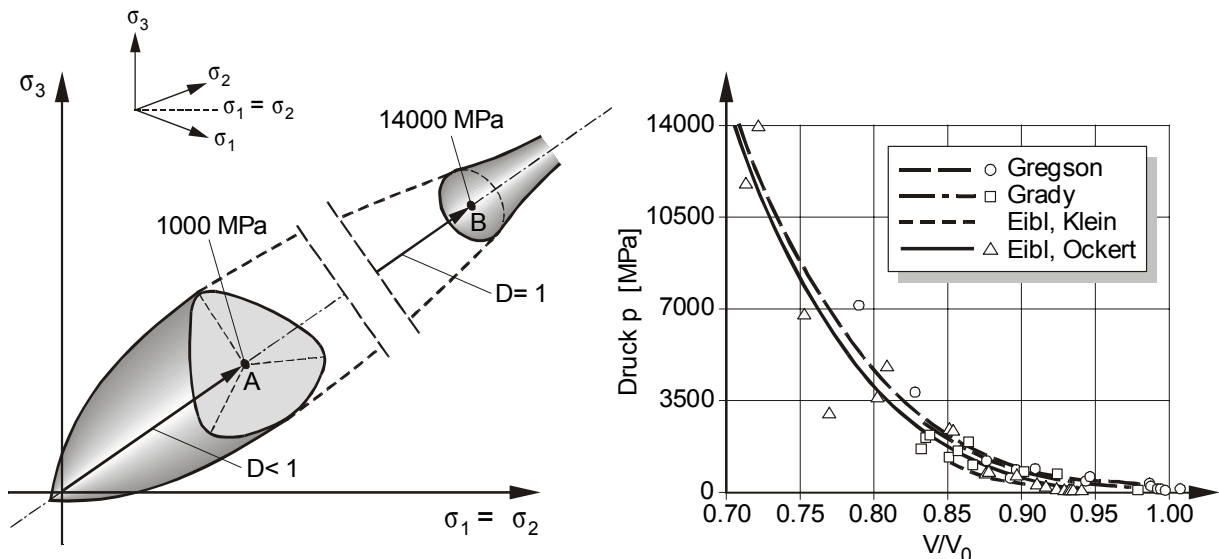 σ3
σ2
σ1 = σ2
σ1
σ3
14000 MPa
B
1000 MPa
D= 1
A
D< 1
σ1 = σ2
Druck p [MPa]
14000
10500
7000
3500
0
0.70 0.75 0.80 0.85 0.90 0.95 1.00
V/V0
Gregson
Grady
Eibl, Klein
Eibl, Ockert